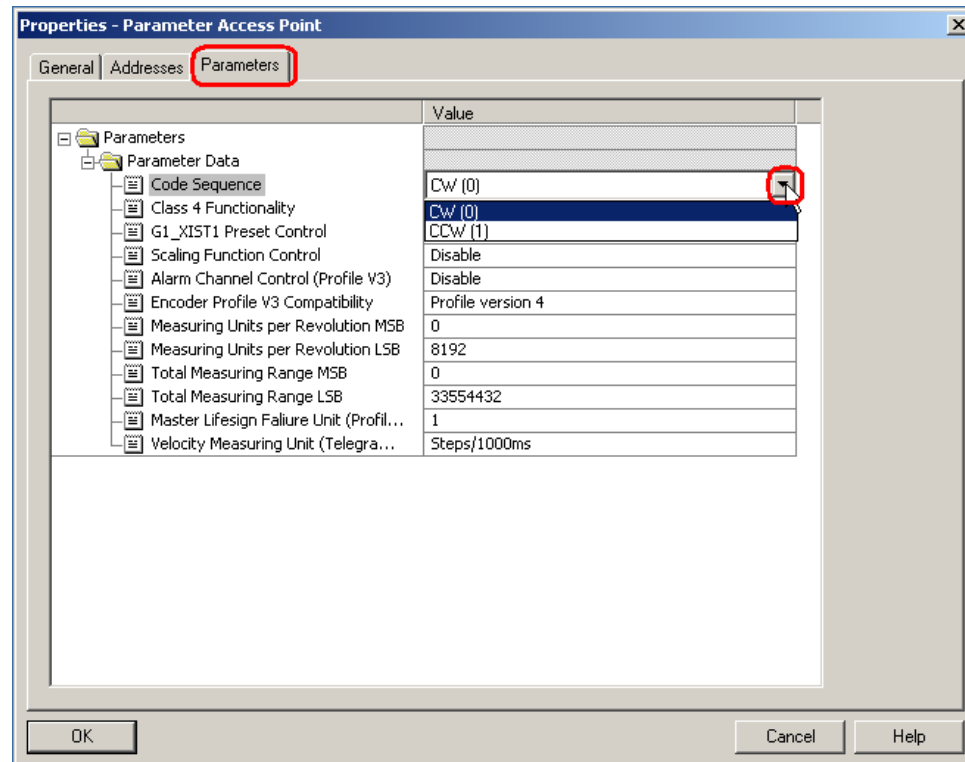 Properties - Parameter Access Point
General Addresses Parameters
Value
Parameters
Parameter Data
Code Sequence CW (0)
Class 4 Functionality CW (0)
G1_XIST1 Preset Control CCW (1)
Scaling Function Control Disable
Alarm Channel Control (Profile V3) Disable
Encoder Profile V3 Compatibility Profile version 4
Measuring Units per Revolution MSB 0
Measuring Units per Revolution LSB 8192
Total Measuring Range MSB 0
Total Measuring Range LSB 33554432
Master Lifesign Faliure Unit (Profil... 1
Velocity Measuring Unit (Telegra... Steps/1000ms
OK Cancel Help